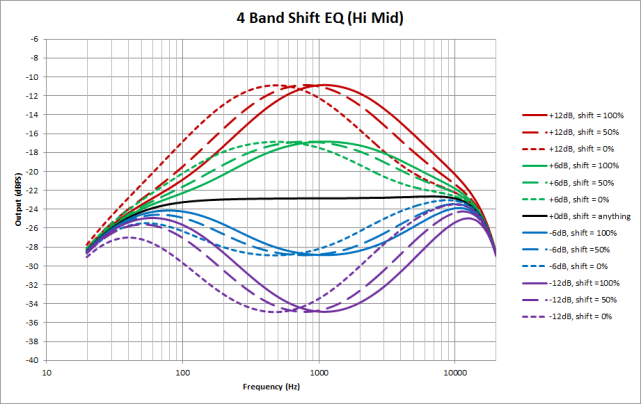 4 Band Shift EQ (Hi Mid)
Output (dBFS)
-6
-8
-10
-12
-14
-16
-18
-20
-22
-24
-26
-28
-30
-32
-34
-36
-38
-40
10
100
1000
10000
Frequency (Hz)
+12dB, shift = 100%
+12dB, shift = 50%
+12dB, shift = 0%
+6dB, shift = 100%
+6dB, shift = 50%
+6dB, shift = 0%
+0dB, shift = anything
-6dB, shift = 100%
-6dB, shift =50%
-6dB, shift = 0%
-12dB, shift =100%
-12dB, shift = 50%
-12dB, shift = 0%